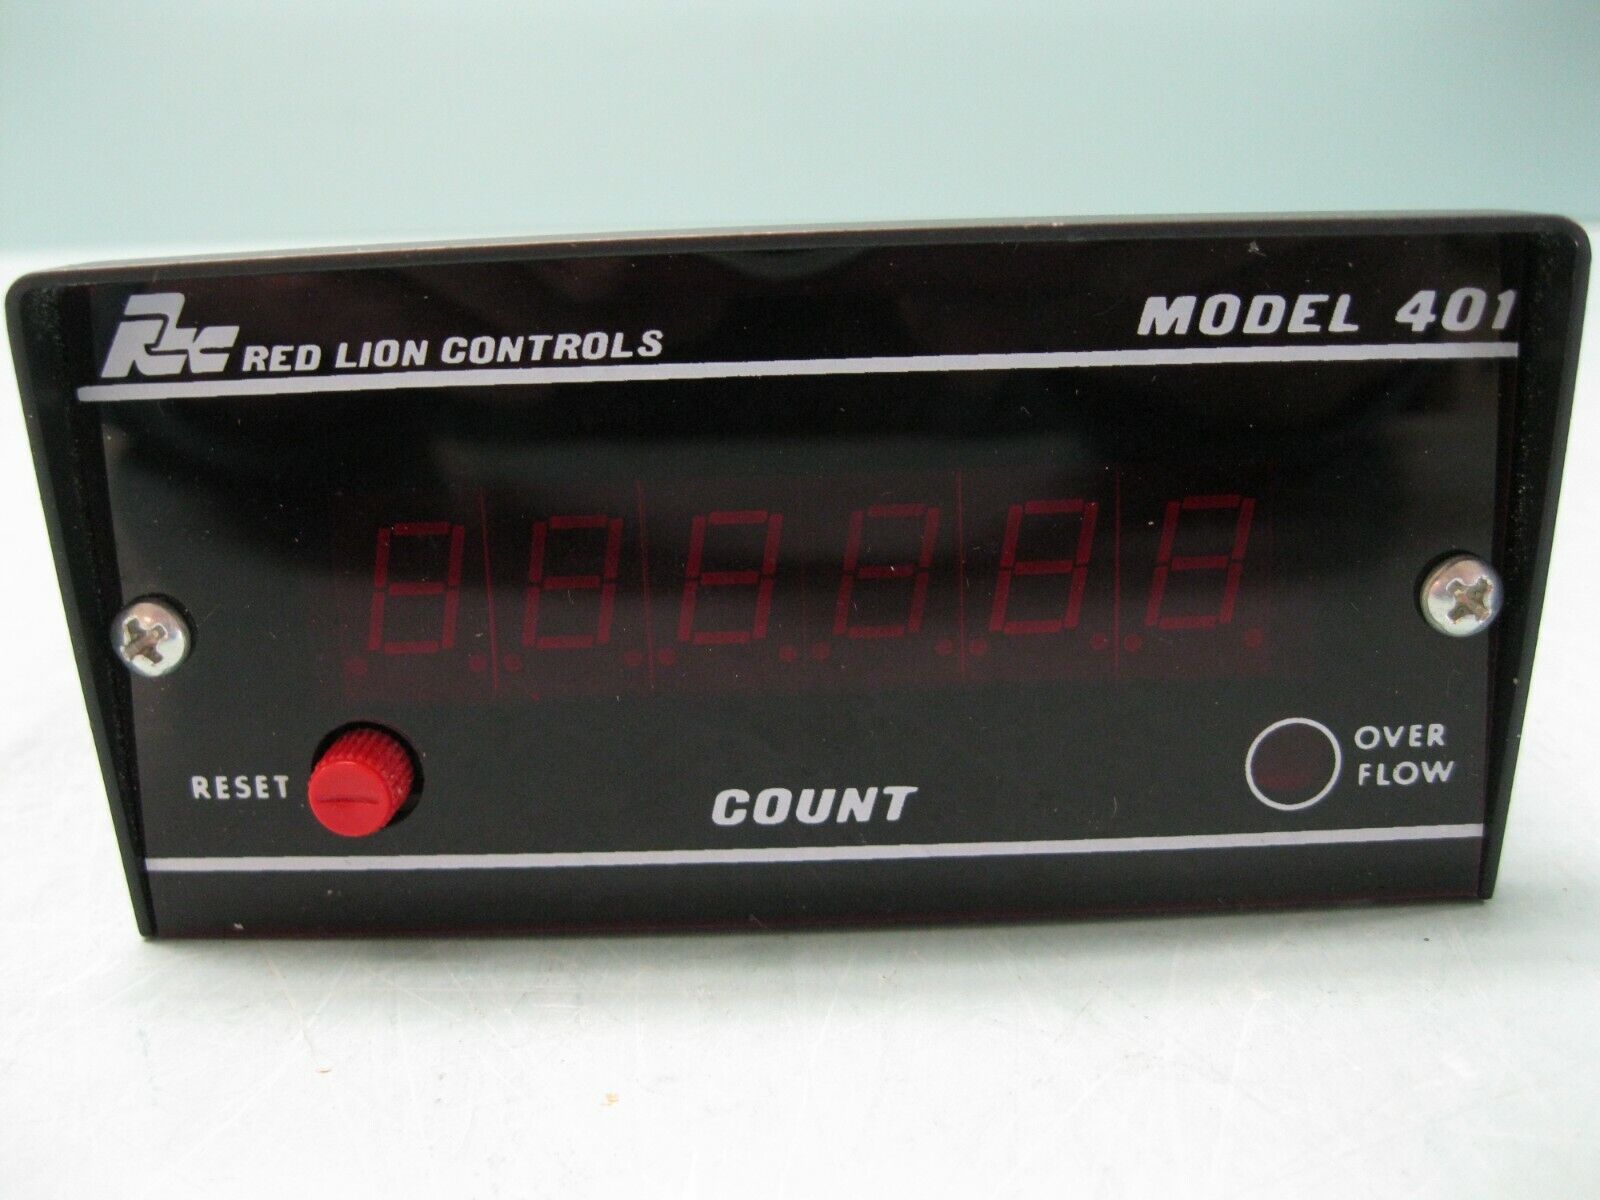 RLC RED LION CONTROLS
MODEL 401
RESET
COUNT
OVER
FLOW